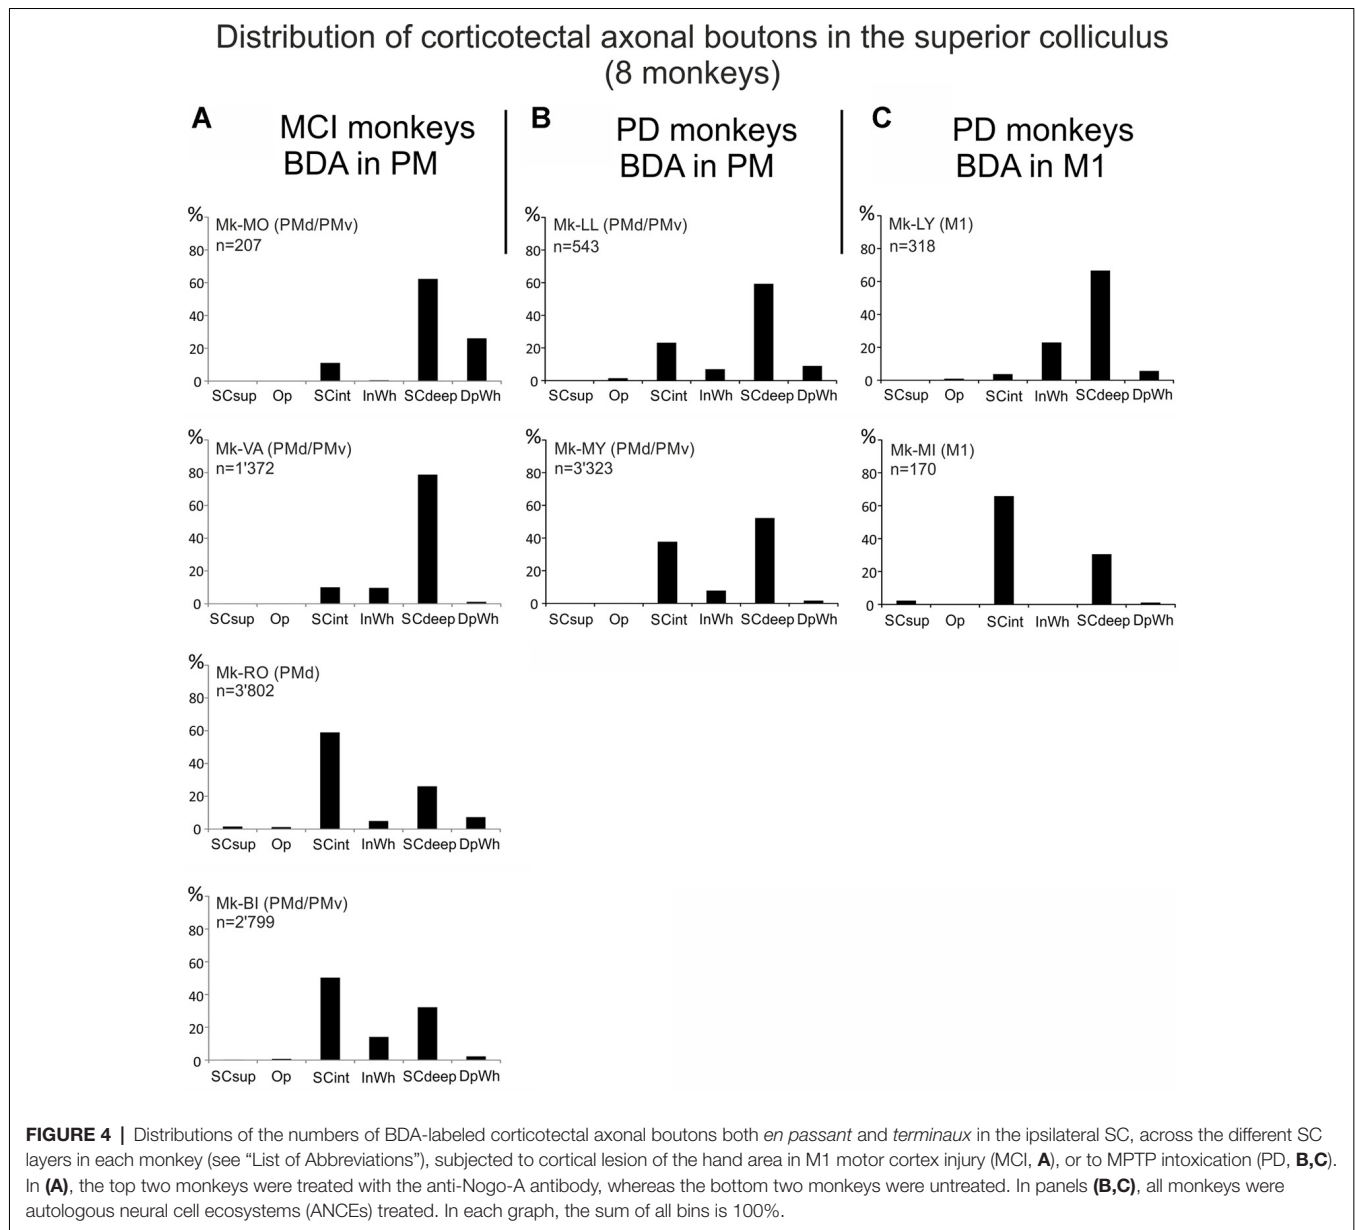 Distribution of corticotectal axonal boutons in the superior colliculus
(8 monkeys)
A
MCI monkeys
BDA in PM
B
PD monkeys
BDA in PM
C
PD monkeys
BDA in M1
%
Mk-MO (PMd/PMv)
n=207
80
60
40
20
0
SCsup Op SCint InWh SCdeep DpWh
%
Mk-LL (PMd/PMv)
n=543
80
60
40
20
0
SCsup Op SCint InWh SCdeep DpWh
%
Mk-LY (M1)
n=318
80
60
40
20
0
SCsup Op SCint InWh SCdeep DpWh
%
Mk-VA (PMd/PMv)
n=1'372
80
60
40
20
0
SCsup Op SCint InWh SCdeep DpWh
%
Mk-MY (PMd/PMv)
n=3'323
80
60
40
20
0
SCsup Op SCint InWh SCdeep DpWh
%
Mk-MI (M1)
n=170
80
60
40
20
0
SCsup Op SCint InWh SCdeep DpWh
%
Mk-RO (PMd)
n=3'802
80
60
40
20
0
SCsup Op SCint InWh SCdeep DpWh
%
Mk-BI (PMd/PMv)
n=2'799
80
60
40
20
0
SCsup Op SCint InWh SCdeep DpWh
FIGURE 4 | Distributions of the numbers of BDA-labeled corticotectal axonal boutons both en passant and terminaux in the ipsilateral SC, across the different SC
layers in each monkey (see “List of Abbreviations”), subjected to cortical lesion of the hand area in M1 motor cortex injury (MCI, A), or to MPTP intoxication (PD, B,C).
In (A), the top two monkeys were treated with the anti-Nogo-A antibody, whereas the bottom two monkeys were untreated. In panels (B,C), all monkeys were
autologous neural cell ecosystems (ANCEs) treated. In each graph, the sum of all bins is 100%.